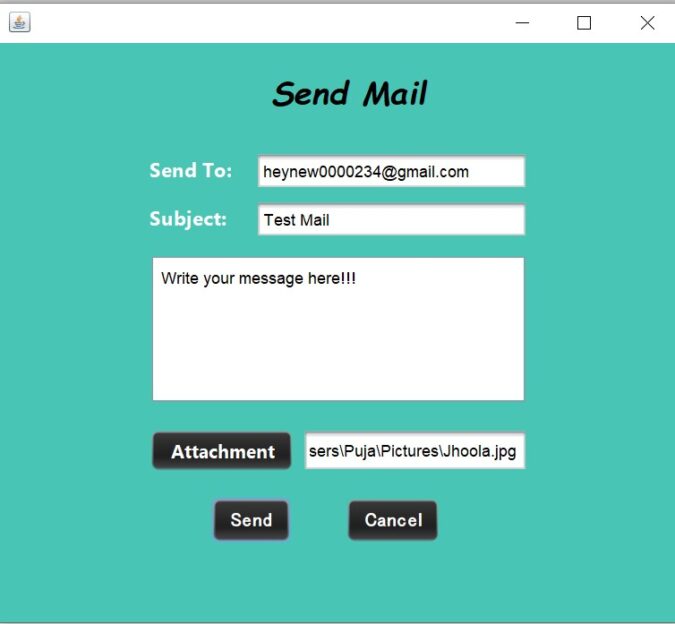 Send Mail
Send To: heynew0000234@gmail.com
Subject: Test Mail
Write your message here!!!
Attachment sers\Puja\Pictures\Jhoola.jpg
Send Cancel